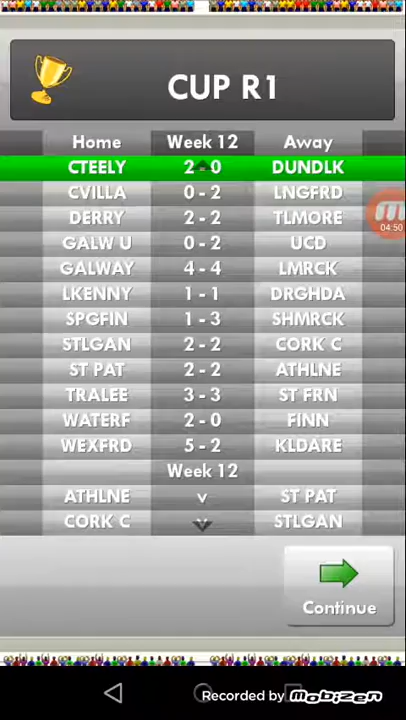 CUP R1
Home Week 12 Away
CTEELY 2 - 0 DUNDLK
CVILLA 0 - 2 LNGFRD
DERRY 2 - 2 TLMORE
GALW U 0 - 2 UCD
GALWAY 4 - 4 LMRCK
LKENNY 1 - 1 DRGHDA
SPGFIN 1 - 3 SHMRCK
STLGAN 2 - 2 CORK C
ST PAT 2 - 2 ATHLNE
TRALEE 3 - 3 ST FRN
WATERF 2 - 0 FINN
WEXFRD 5 - 2 KLDARE
Week 12
ATHLNE v ST PAT
CORK C v STLGAN
04:50
Continue
Recorded by Mobizen